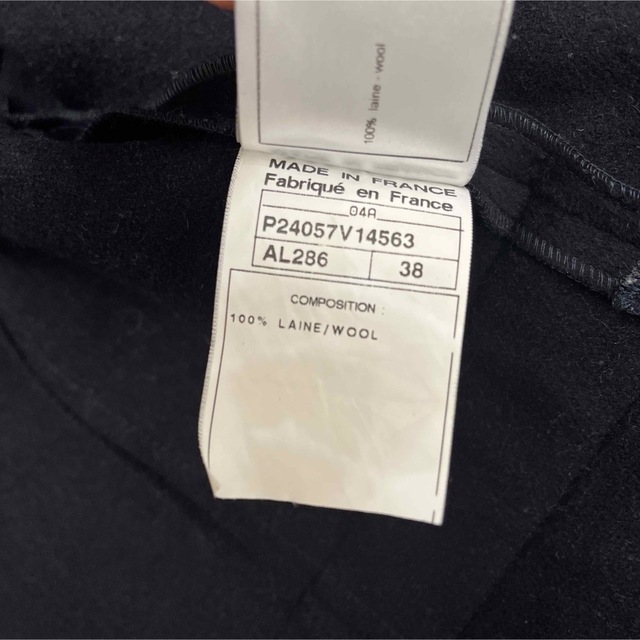 100% laine - wool
MADE IN FRANCE
Fabriqué en France
04A
P24057V14563
AL286 38
COMPOSITION :
100% LAINE/WOOL